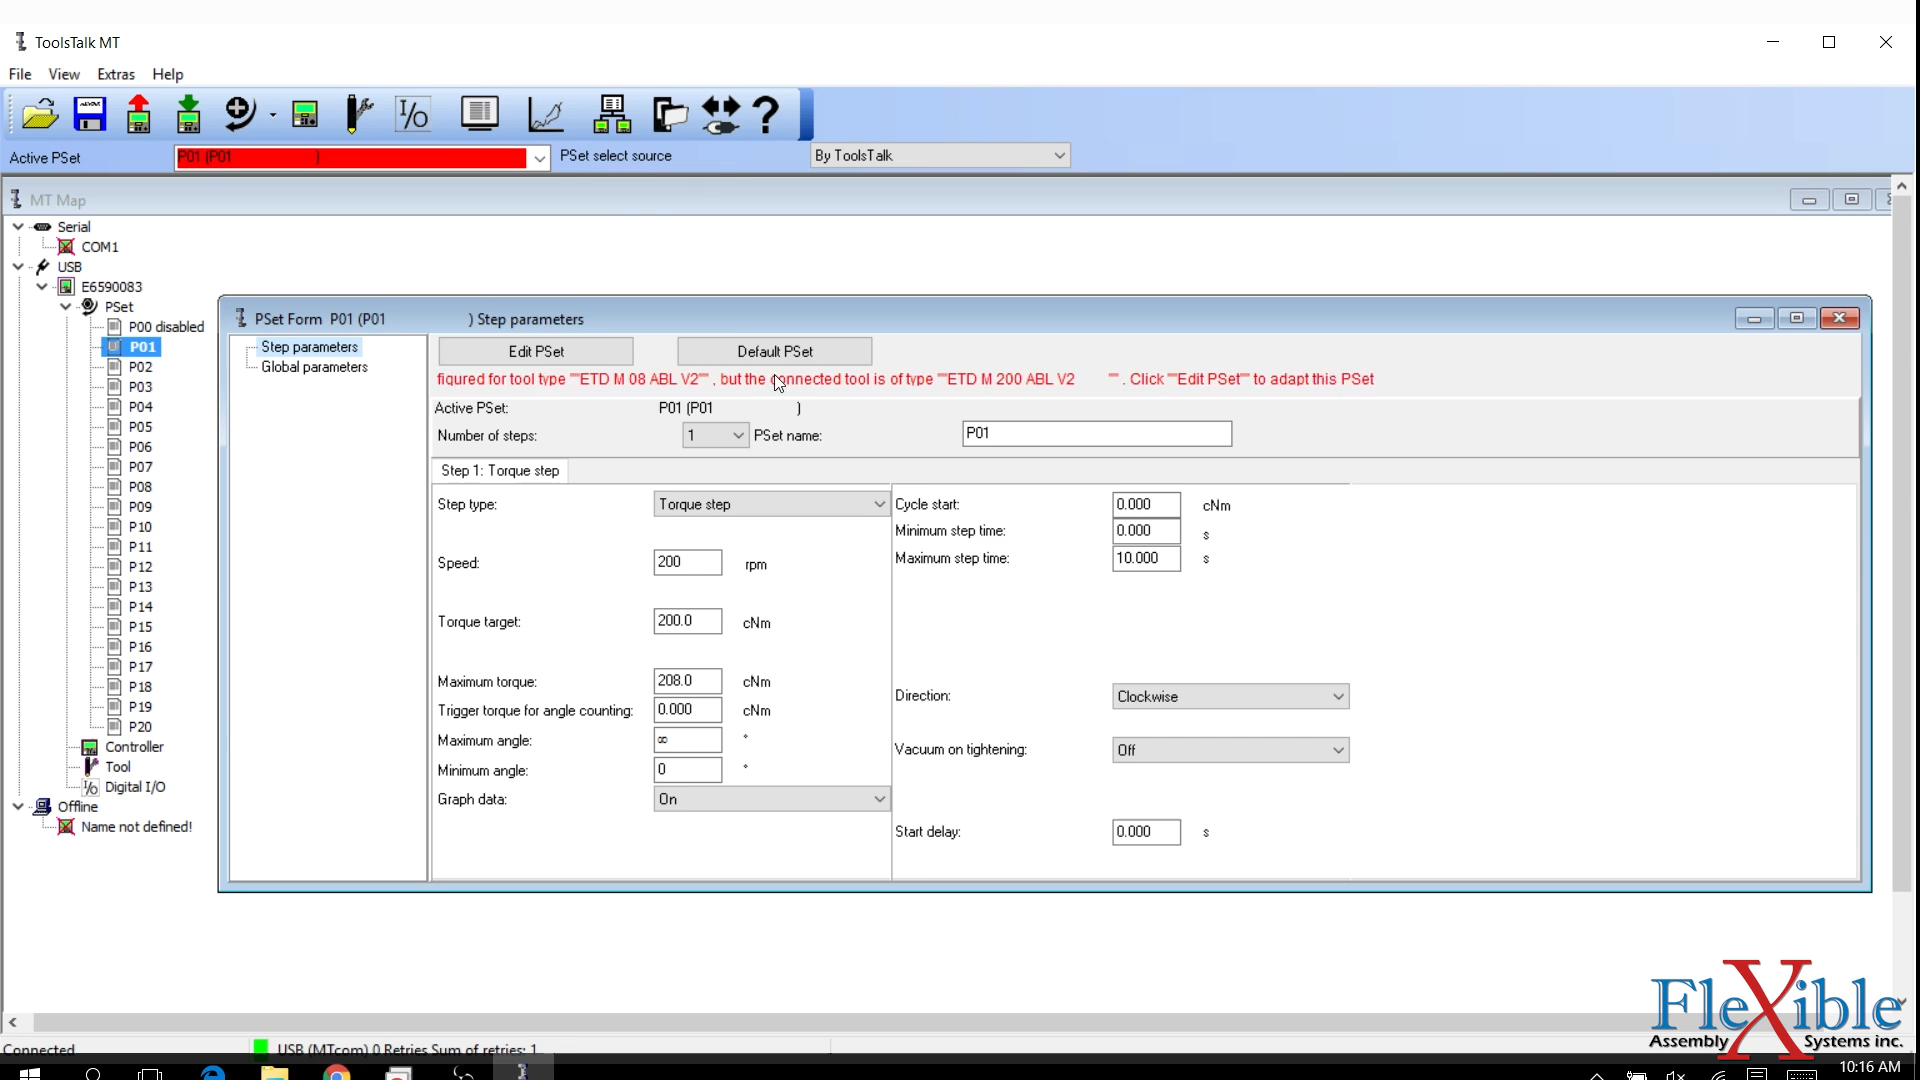 ToolsTalk MT
File View Extras Help
I/O
Active PSet P01 (P01 ) PSet select source By ToolsTalk
MT Map
Serial
COM1
USB
E6590083
PSet
P00 disabled
P01
P02
P03
P04
P05
P06
P07
P08
P09
P10
P11
P12
P13
P14
P15
P16
P17
P18
P19
P20
Controller
Tool
I/O Digital I/O
Offline
Name not defined!
PSet Form P01 (P01 ) Step parameters
Step parameters
Global parameters
Edit PSet Default PSet
figured for tool type ""ETD M 08 ABL V2"" , but the connected tool is of type ""ETD M 200 ABL V2 "" . Click ""Edit PSet"" to adapt this PSet
Active PSet: P01 (P01 )
Number of steps: 1 PSet name: P01
Step 1: Torque step
Step type: Torque step
Speed: 200 rpm
Torque target: 200.0 cNm
Maximum torque: 208.0 cNm
Trigger torque for angle counting: 0.000 cNm
Maximum angle: ∞ °
Minimum angle: 0 °
Graph data: On
Cycle start: 0.000 cNm
Minimum step time: 0.000 s
Maximum step time: 10.000 s
Direction: Clockwise
Vacuum on tightening: Off
Start delay: 0.000 s
FleXible
Assembly Systems inc.
Connected USB (MTcom) 0 Retries Sum of retries: 1
10:16 AM